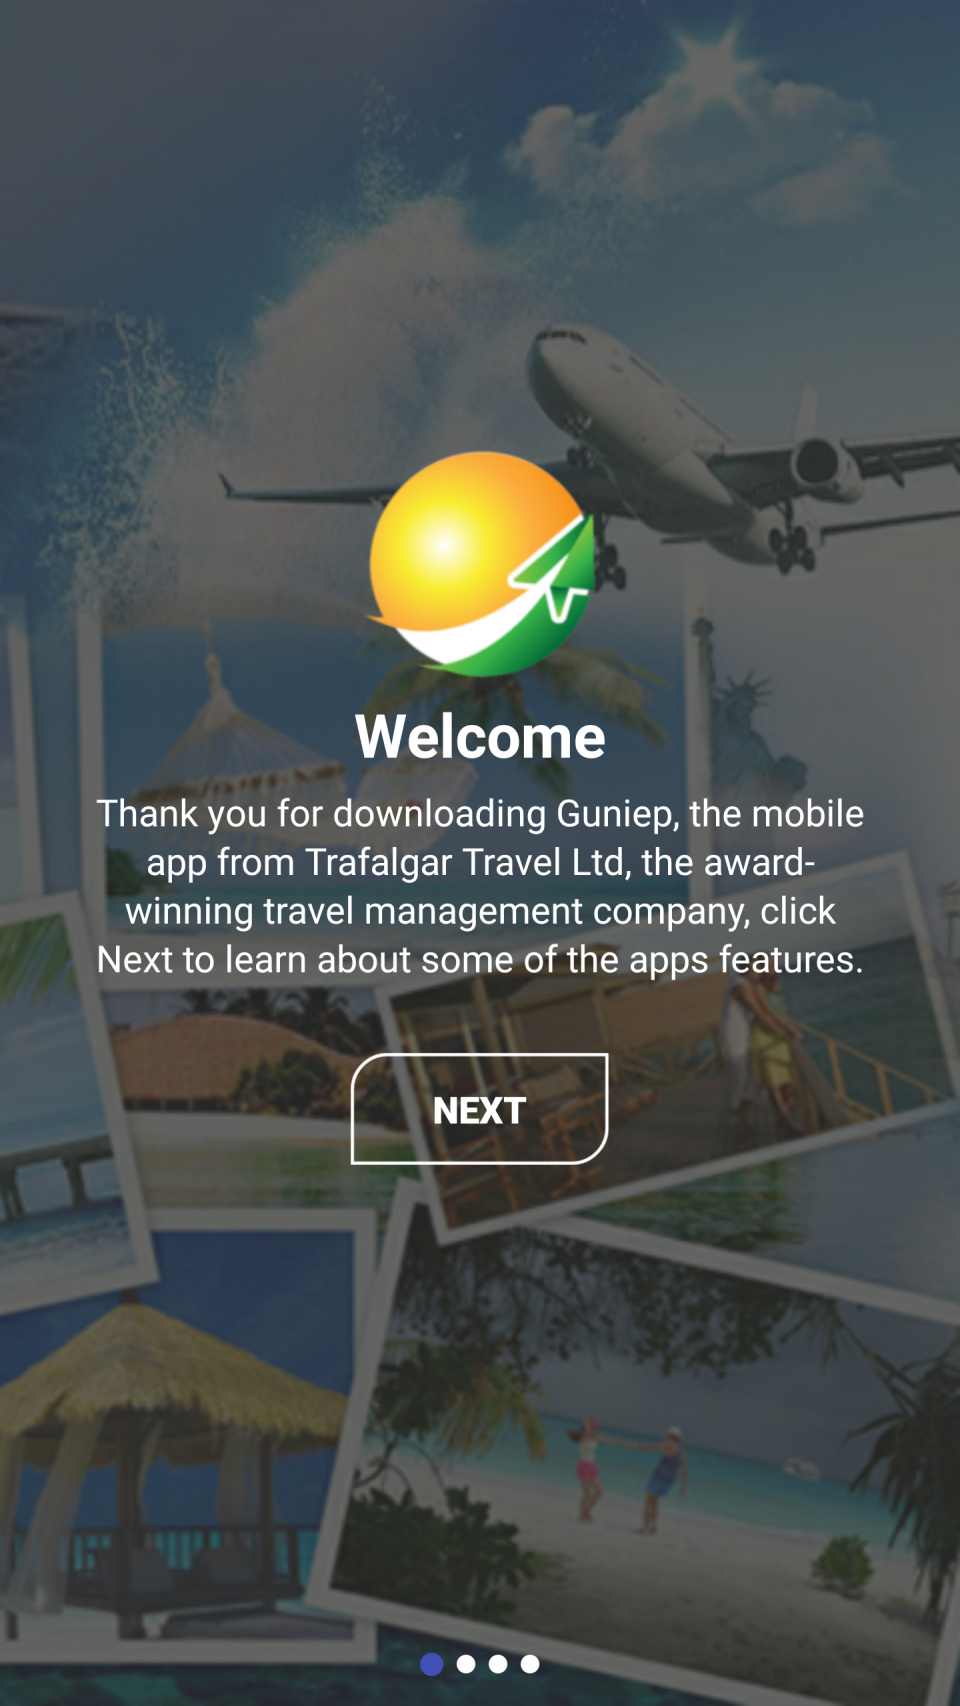 Welcome
Thank you for downloading Guniep, the mobile
app from Trafalgar Travel Ltd, the award-
winning travel management company, click
Next to learn about some of the apps features.
NEXT